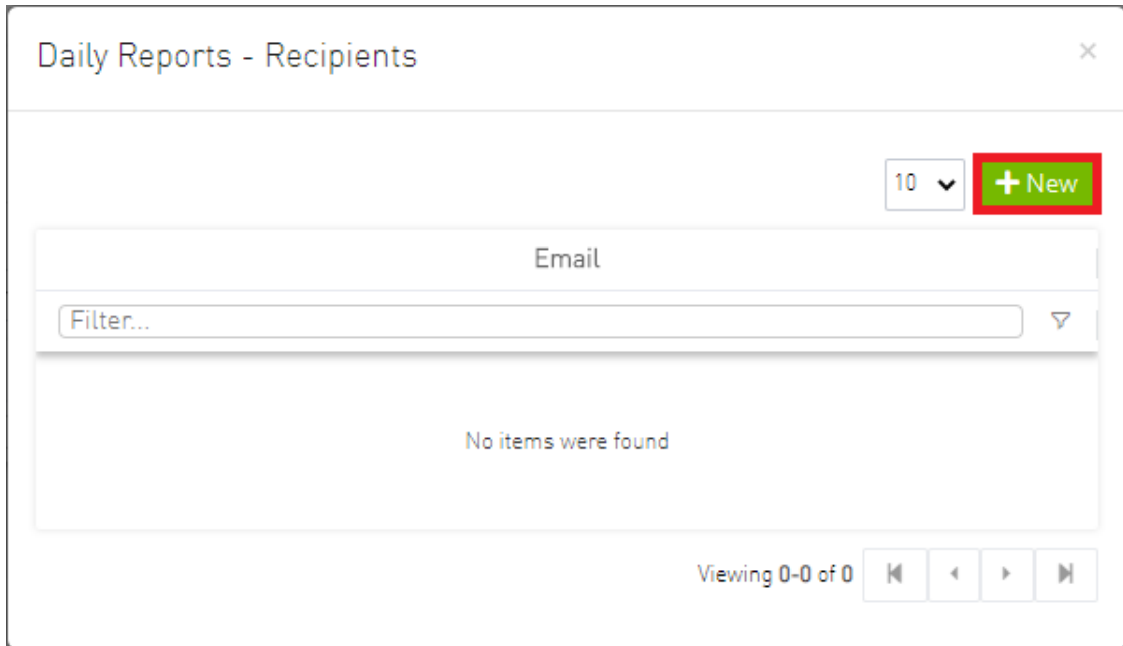 Daily Reports - Recipients
10
New
Email
Filter...
No items were found
Viewing 0-0 of 0